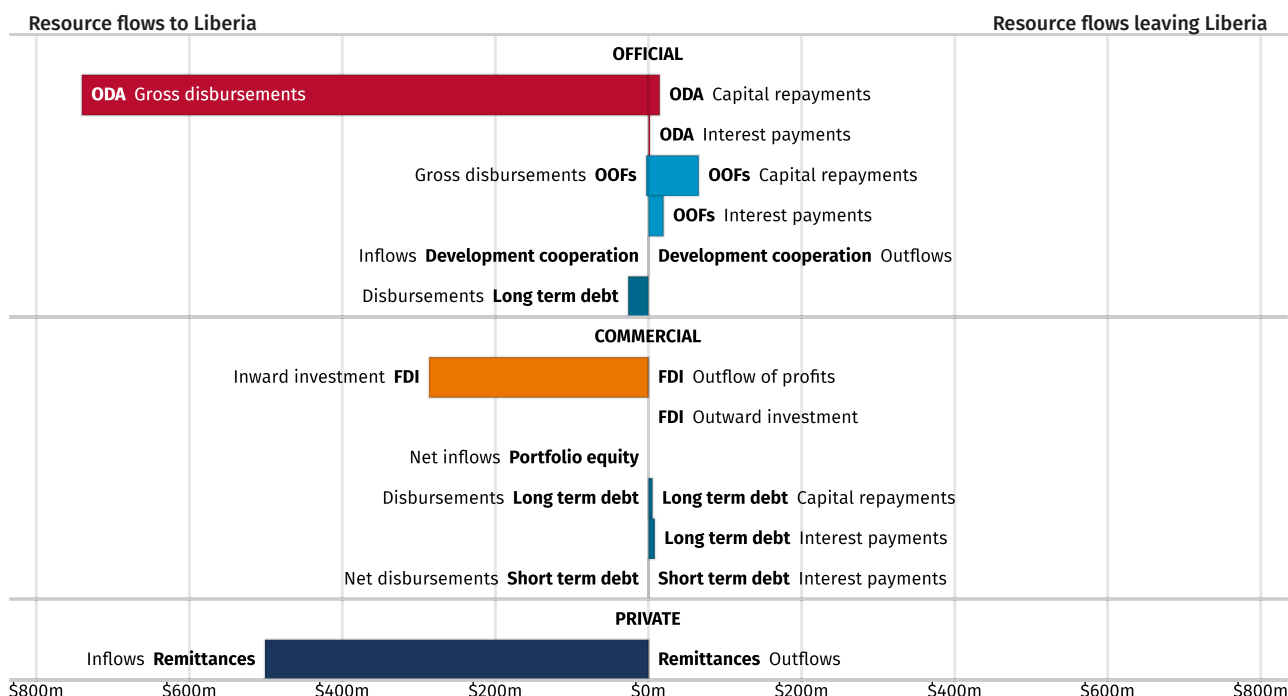 Resource flows to Liberia Resource flows leaving Liberia
OFFICIAL
ODA Gross disbursements ODA Capital repayments
ODA Interest payments
Gross disbursements OOFs OOFs Capital repayments
OOFs Interest payments
Inflows Development cooperation Development cooperation Outflows
Disbursements Long term debt
COMMERCIAL
Inward investment FDI FDI Outflow of profits
FDI Outward investment
Net inflows Portfolio equity
Disbursements Long term debt Long term debt Capital repayments
Long term debt Interest payments
Net disbursements Short term debt Short term debt Interest payments
PRIVATE
Inflows Remittances Remittances Outflows
$800m $600m $400m $200m $0m $200m $400m $600m $800m